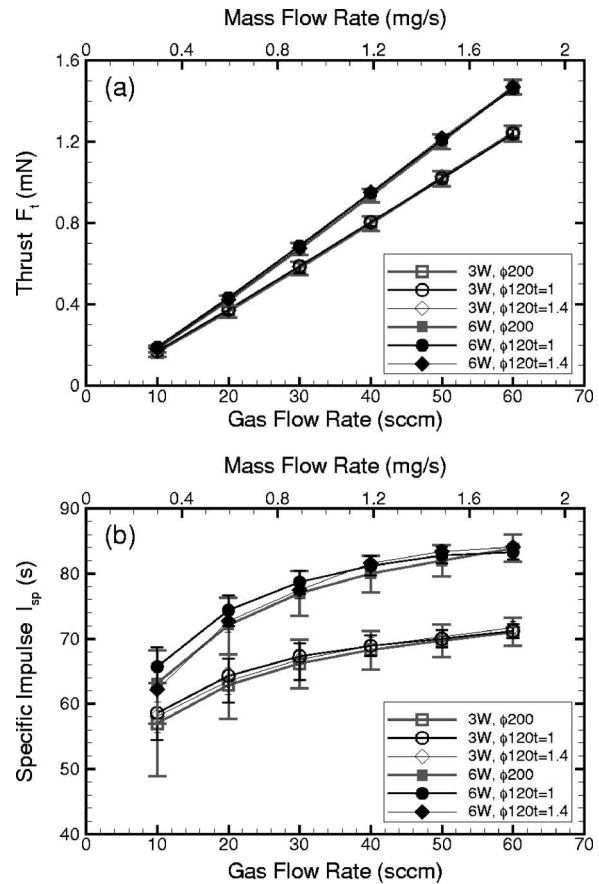 Mass Flow Rate (mg/s)
0 0.4 0.8 1.2 1.6 2
(a)
1.6
1.2
0.8
0.4
0
Thrust F_t (mN)
3W, ϕ200
3W, ϕ120t=1
3W, ϕ120t=1.4
6W, ϕ200
6W, ϕ120t=1
6W, ϕ120t=1.4
10 20 30 40 50 60 70
Gas Flow Rate (sccm)
Mass Flow Rate (mg/s)
0 0.4 0.8 1.2 1.6 2
(b)
90
80
70
60
50
40
Specific Impulse I_sp (s)
3W, ϕ200
3W, ϕ120t=1
3W, ϕ120t=1.4
6W, ϕ200
6W, ϕ120t=1
6W, ϕ120t=1.4
10 20 30 40 50 60 70
Gas Flow Rate (sccm)